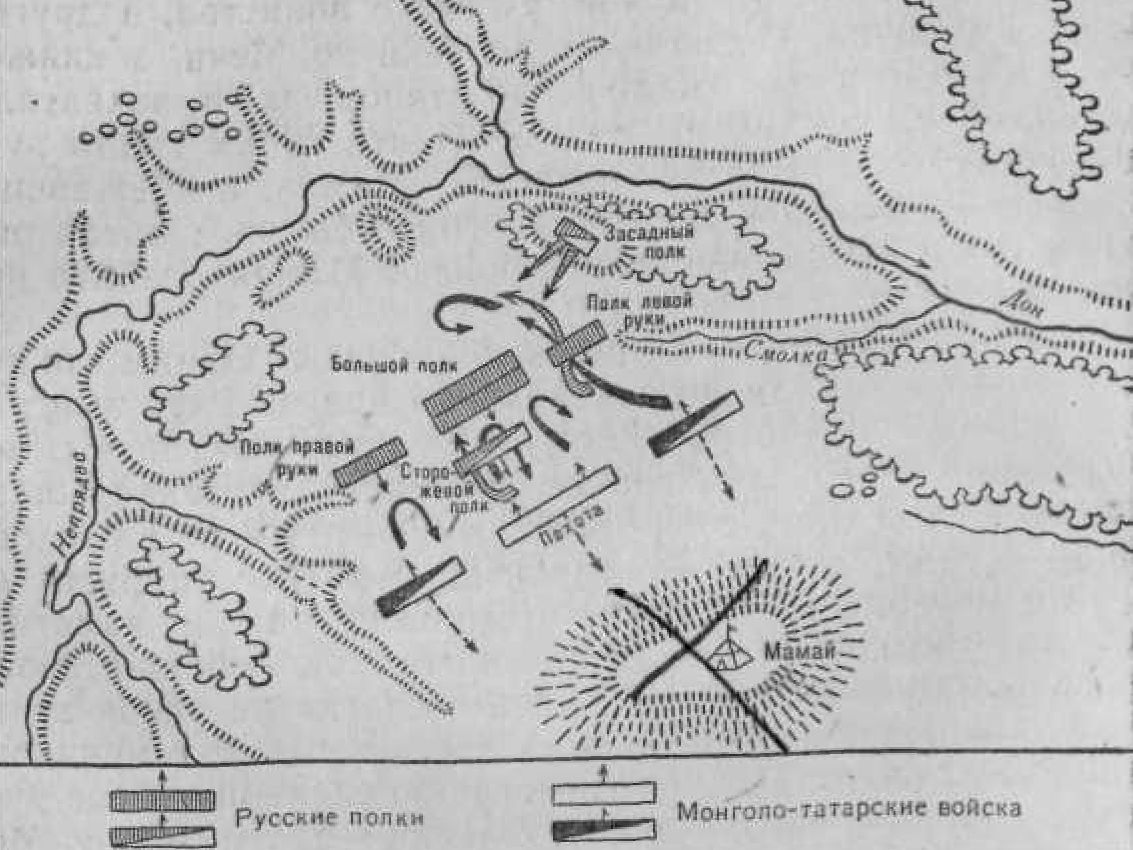 Засадный
полк
Полк левой
руки
Дон
Смолка
Большой полк
Полк правой
руки
Сторо-
жевой
полк
Непрядва
Пехота
Мамай
Русские полки
Монголо-татарские войска